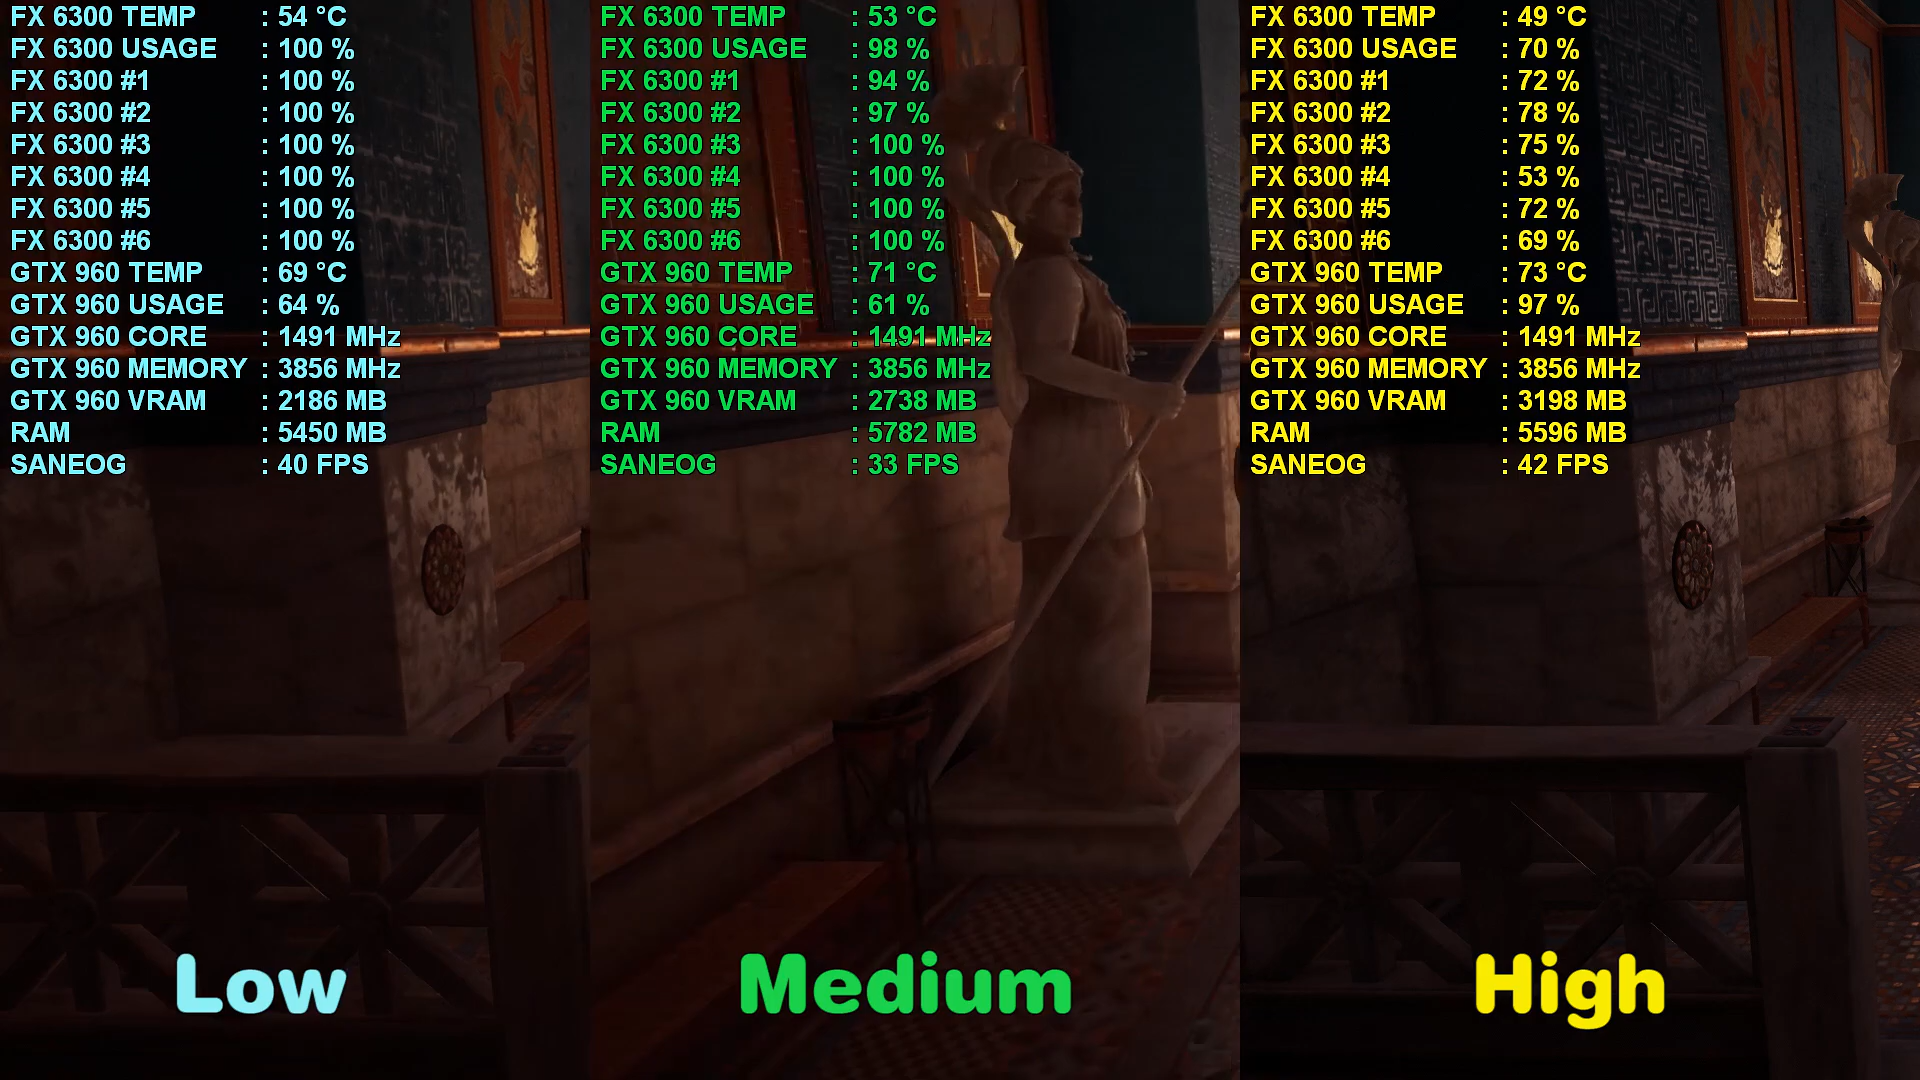 FX 6300 TEMP : 54 °C
FX 6300 USAGE : 100 %
FX 6300 #1 : 100 %
FX 6300 #2 : 100 %
FX 6300 #3 : 100 %
FX 6300 #4 : 100 %
FX 6300 #5 : 100 %
FX 6300 #6 : 100 %
GTX 960 TEMP : 69 °C
GTX 960 USAGE : 64 %
GTX 960 CORE : 1491 MHz
GTX 960 MEMORY : 3856 MHz
GTX 960 VRAM : 2186 MB
RAM : 5450 MB
SANEOG : 40 FPS
Low
FX 6300 TEMP : 53 °C
FX 6300 USAGE : 98 %
FX 6300 #1 : 94 %
FX 6300 #2 : 97 %
FX 6300 #3 : 100 %
FX 6300 #4 : 100 %
FX 6300 #5 : 100 %
FX 6300 #6 : 100 %
GTX 960 TEMP : 71 °C
GTX 960 USAGE : 61 %
GTX 960 CORE : 1491 MHz
GTX 960 MEMORY : 3856 MHz
GTX 960 VRAM : 2738 MB
RAM : 5782 MB
SANEOG : 33 FPS
Medium
FX 6300 TEMP : 49 °C
FX 6300 USAGE : 70 %
FX 6300 #1 : 72 %
FX 6300 #2 : 78 %
FX 6300 #3 : 75 %
FX 6300 #4 : 53 %
FX 6300 #5 : 72 %
FX 6300 #6 : 69 %
GTX 960 TEMP : 73 °C
GTX 960 USAGE : 97 %
GTX 960 CORE : 1491 MHz
GTX 960 MEMORY : 3856 MHz
GTX 960 VRAM : 3198 MB
RAM : 5596 MB
SANEOG : 42 FPS
High